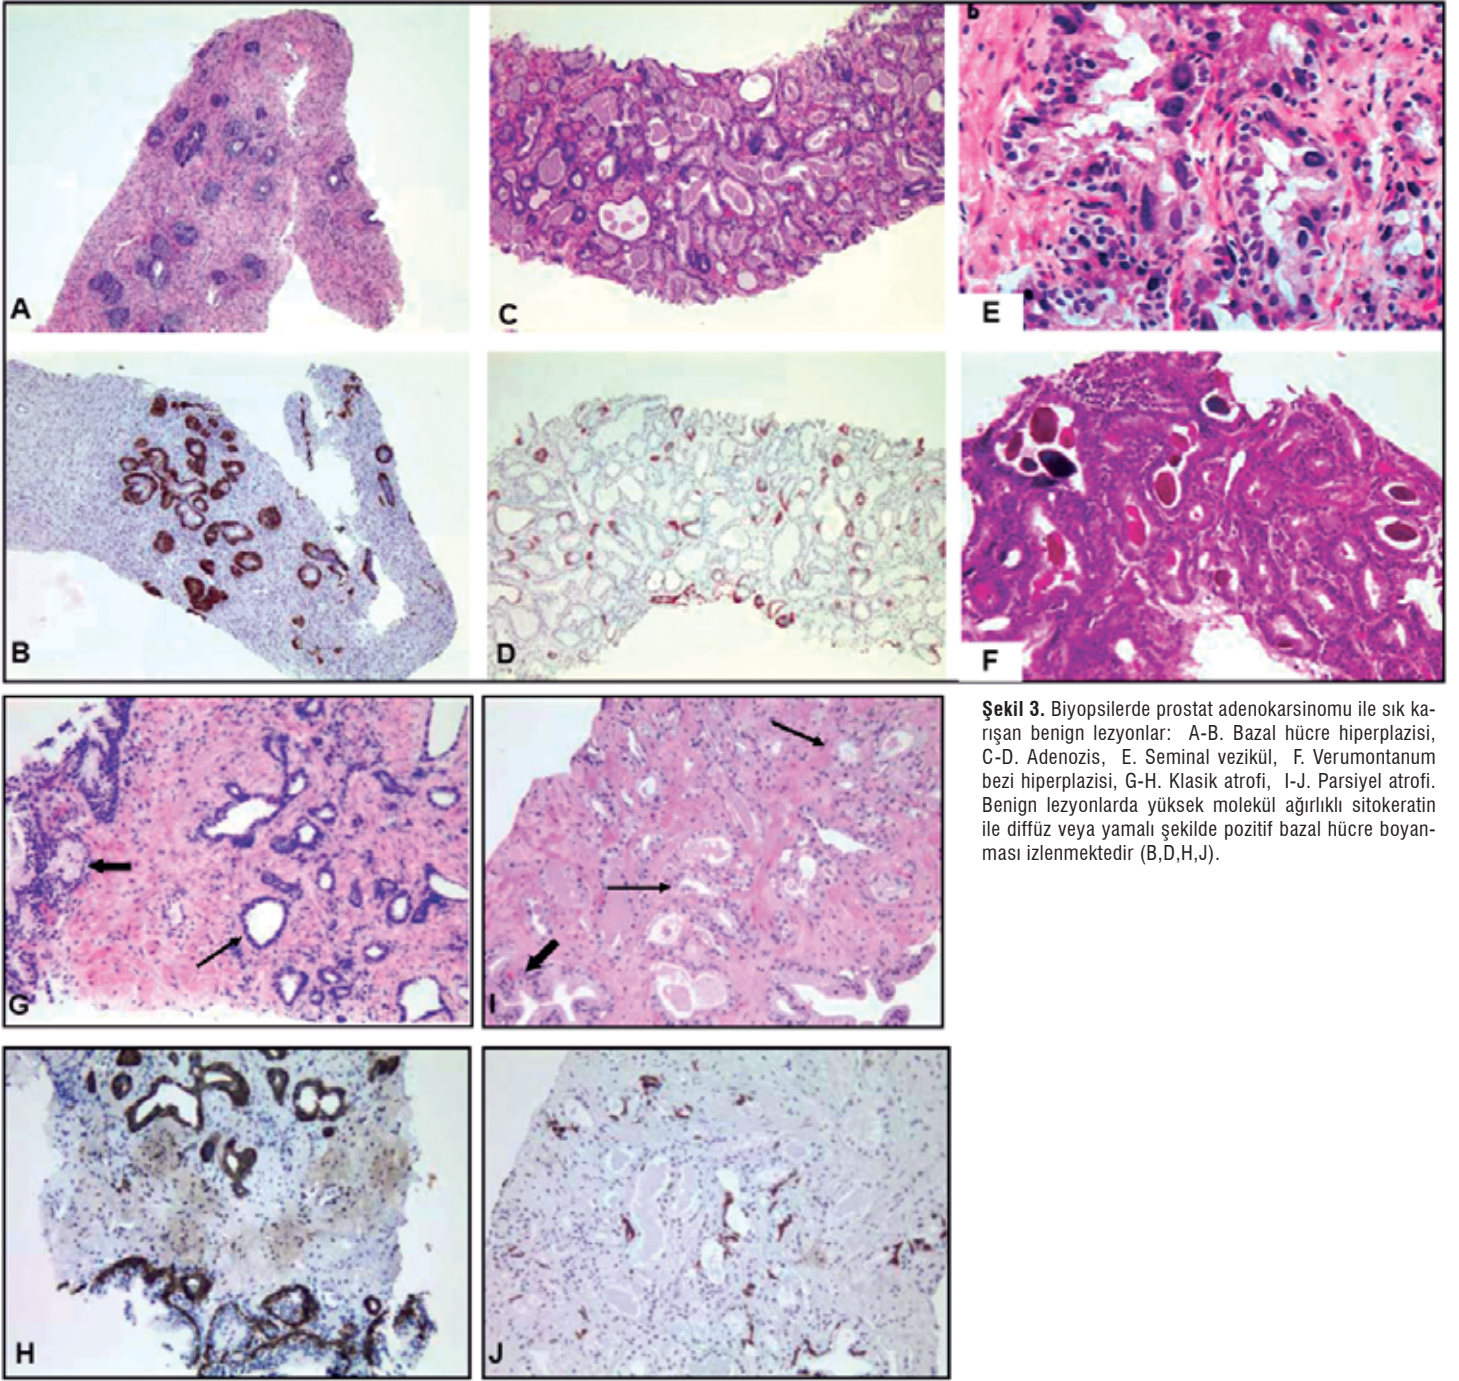 A
C
E
B
D
F
G
I
H
J
Şekil 3. Biyopsilerde prostat adenokarsinomu ile sık ka-
rışan benign lezyonlar: A-B. Bazal hücre hiperplazisi,
C-D. Adenozis, E. Seminal vezikül, F. Verumontanum
bezi hiperplazisi, G-H. Klasik atrofi, I-J. Parsiyel atrofi.
Benign lezyonlarda yüksek molekül ağırlıklı sitokeratin
ile diffüz veya yamalı şekilde pozitif bazal hücre boyan-
ması izlenmektedir (B,D,H,J).